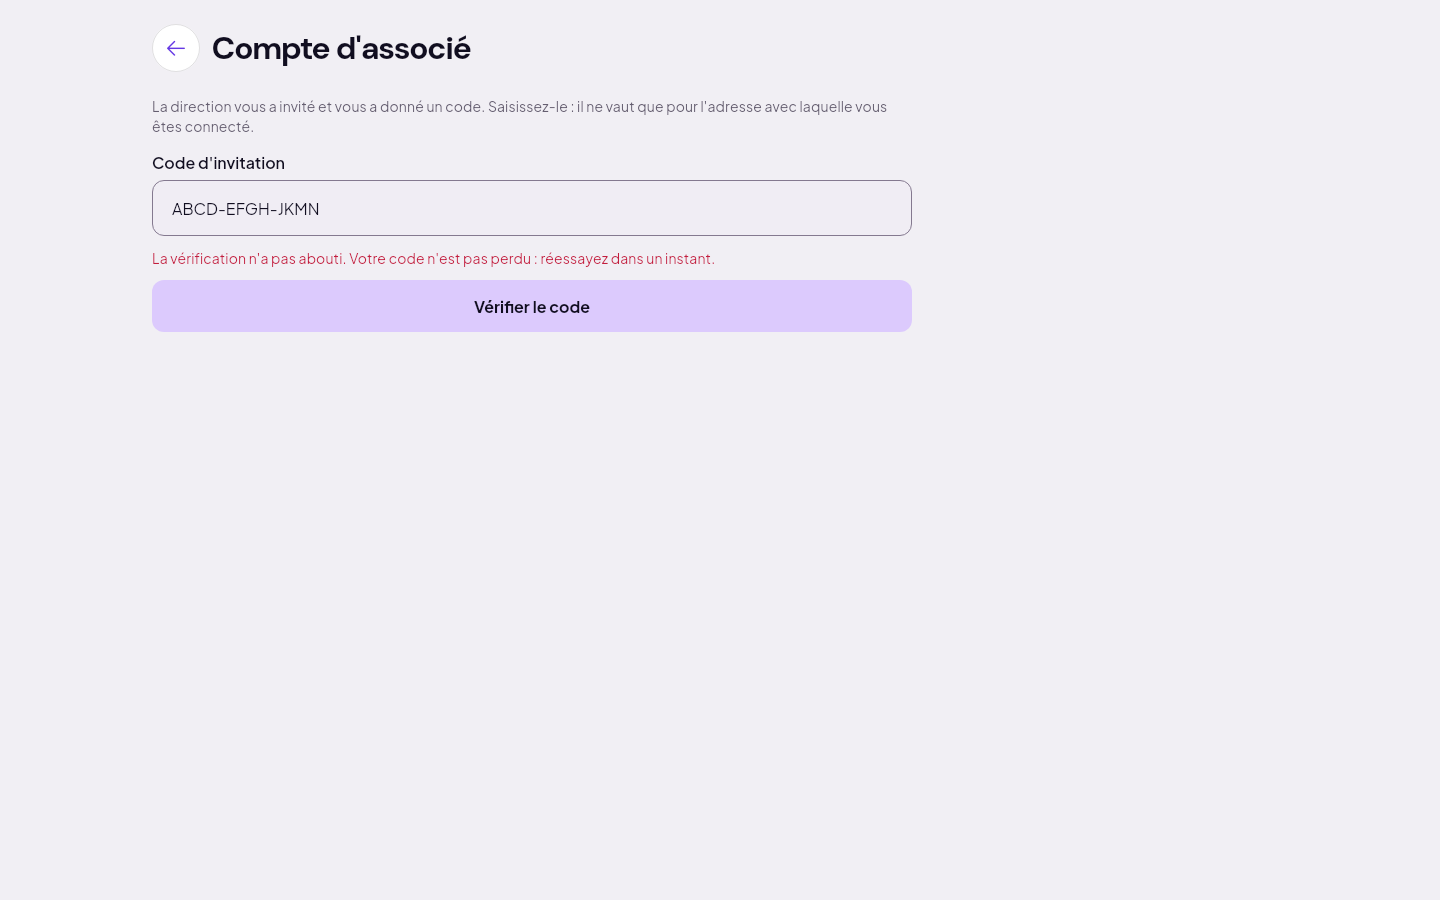 Compte d'associé
La direction vous a invité et vous a donné un code. Saisissez-le : il ne vaut que pour l'adresse avec laquelle vous
êtes connecté.
Code d'invitation
ABCD-EFGH-JKMN
La vérification n'a pas abouti. Votre code n'est pas perdu : réessayez dans un instant.
Vérifier le code